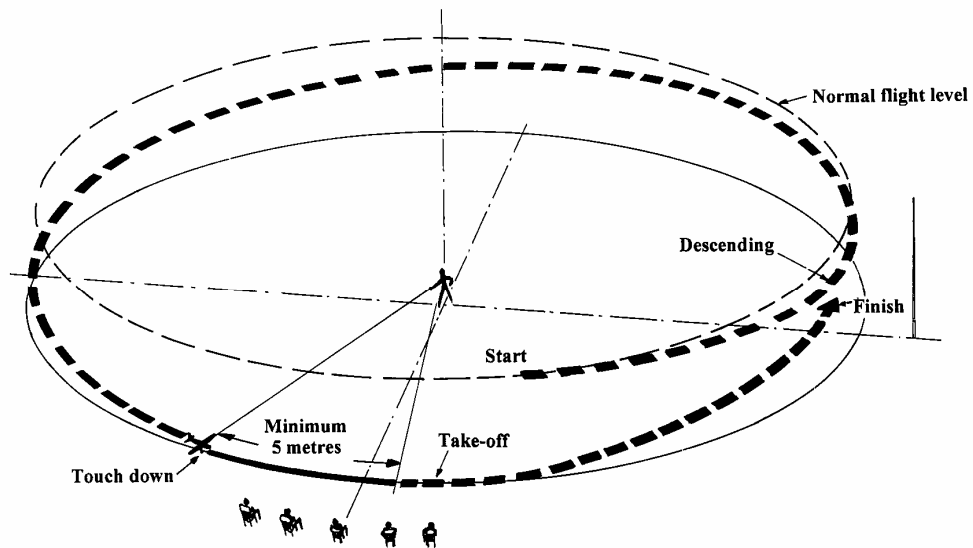 Normal flight level
Descending
Finish
Start
Minimum
5 metres
Take-off
Touch down